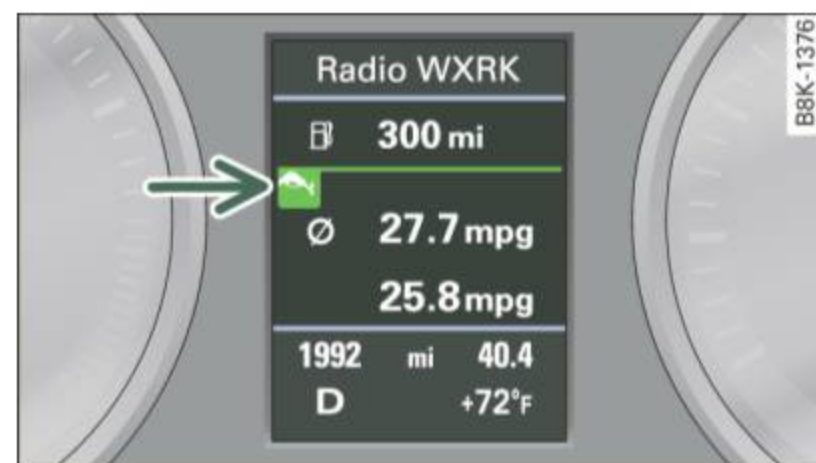 Radio WXRK
300 mi
Ø 27.7 mpg
25.8 mpg
1992 mi 40.4
D +72°F
B8K-1376